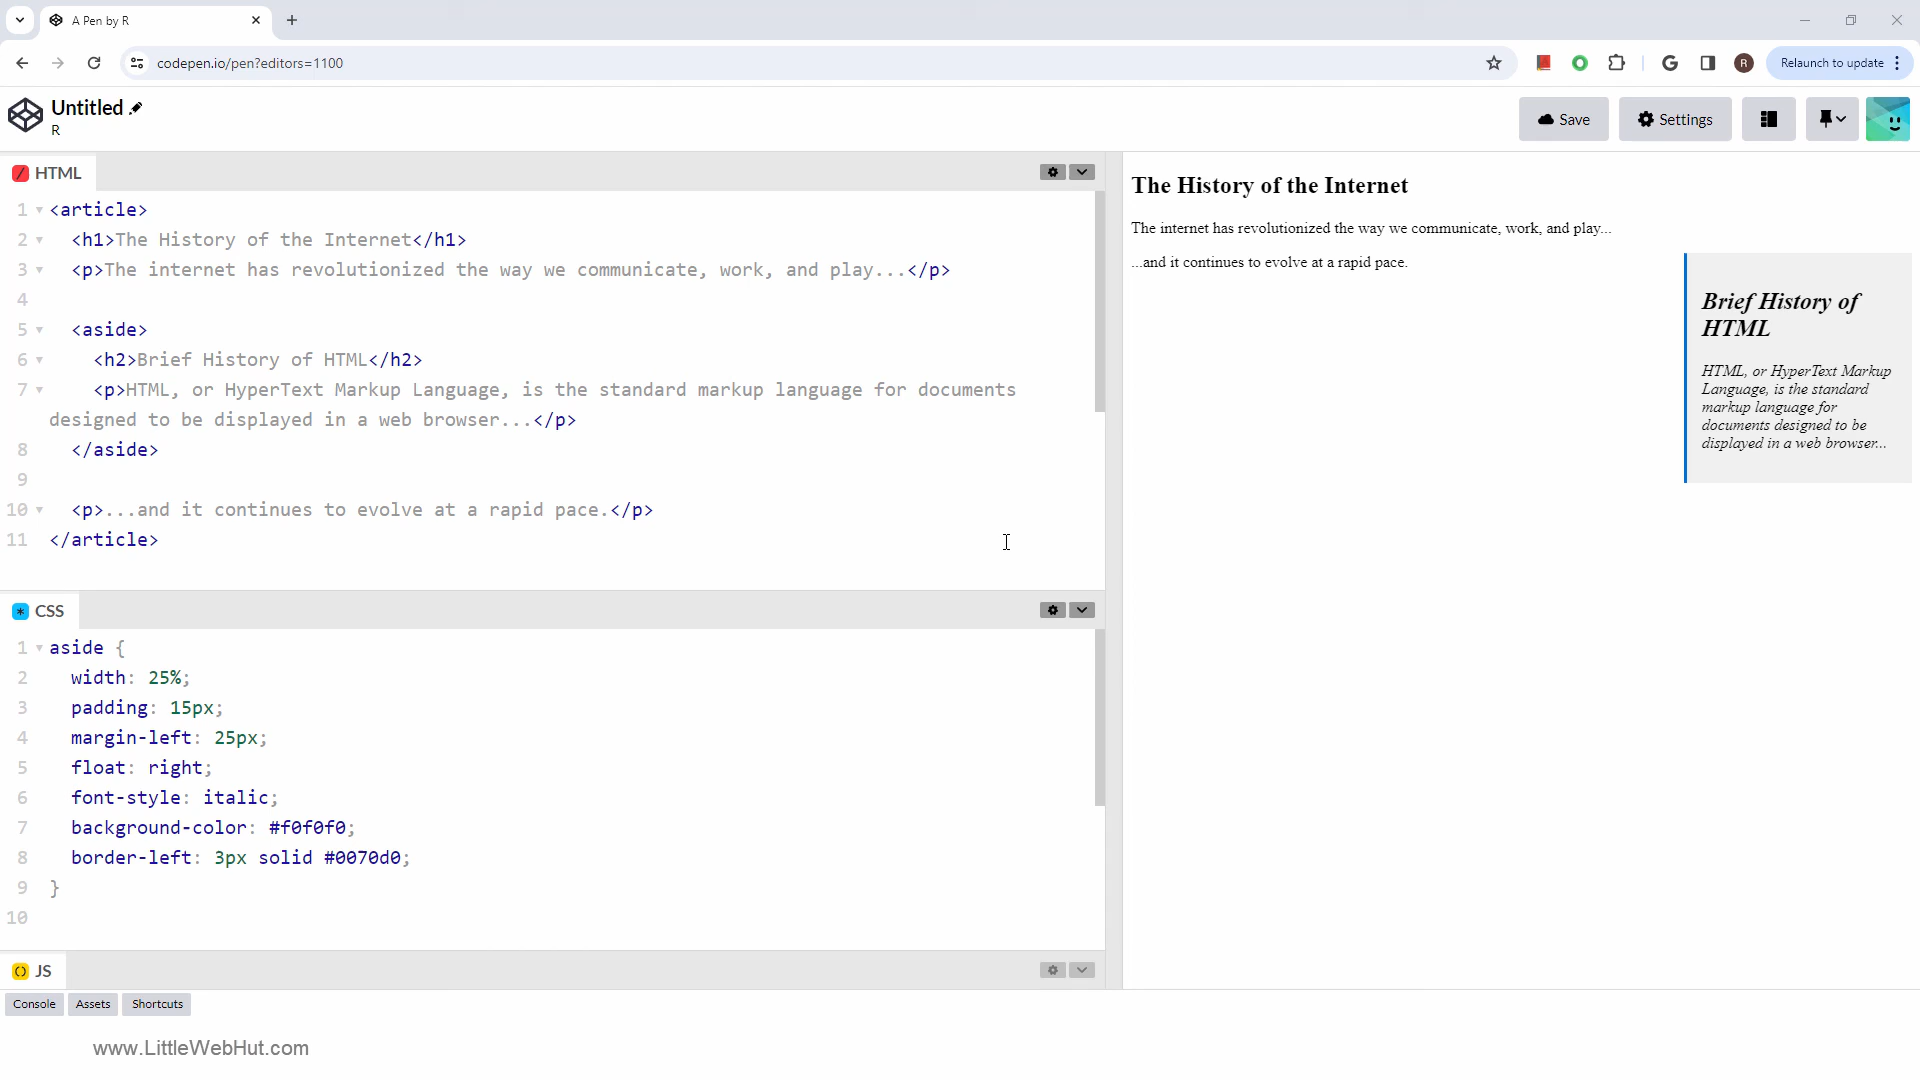 A Pen by R
codepen.io/pen?editors=1100
R
Relaunch to update
Untitled
R
Save
Settings
HTML
1 <article>
2 <h1>The History of the Internet</h1>
3 <p>The internet has revolutionized the way we communicate, work, and play...</p>
4
5 <aside>
6 <h2>Brief History of HTML</h2>
7 <p>HTML, or HyperText Markup Language, is the standard markup language for documents
designed to be displayed in a web browser...</p>
8 </aside>
9
10 <p>...and it continues to evolve at a rapid pace.</p>
11 </article>
CSS
1 aside {
2 width: 25%;
3 padding: 15px;
4 margin-left: 25px;
5 float: right;
6 font-style: italic;
7 background-color: #f0f0f0;
8 border-left: 3px solid #0070d0;
9 }
10
JS
Console
Assets
Shortcuts
The History of the Internet
The internet has revolutionized the way we communicate, work, and play...
...and it continues to evolve at a rapid pace.
Brief History of
HTML
HTML, or HyperText Markup
Language, is the standard
markup language for
documents designed to be
displayed in a web browser...
www.LittleWebHut.com